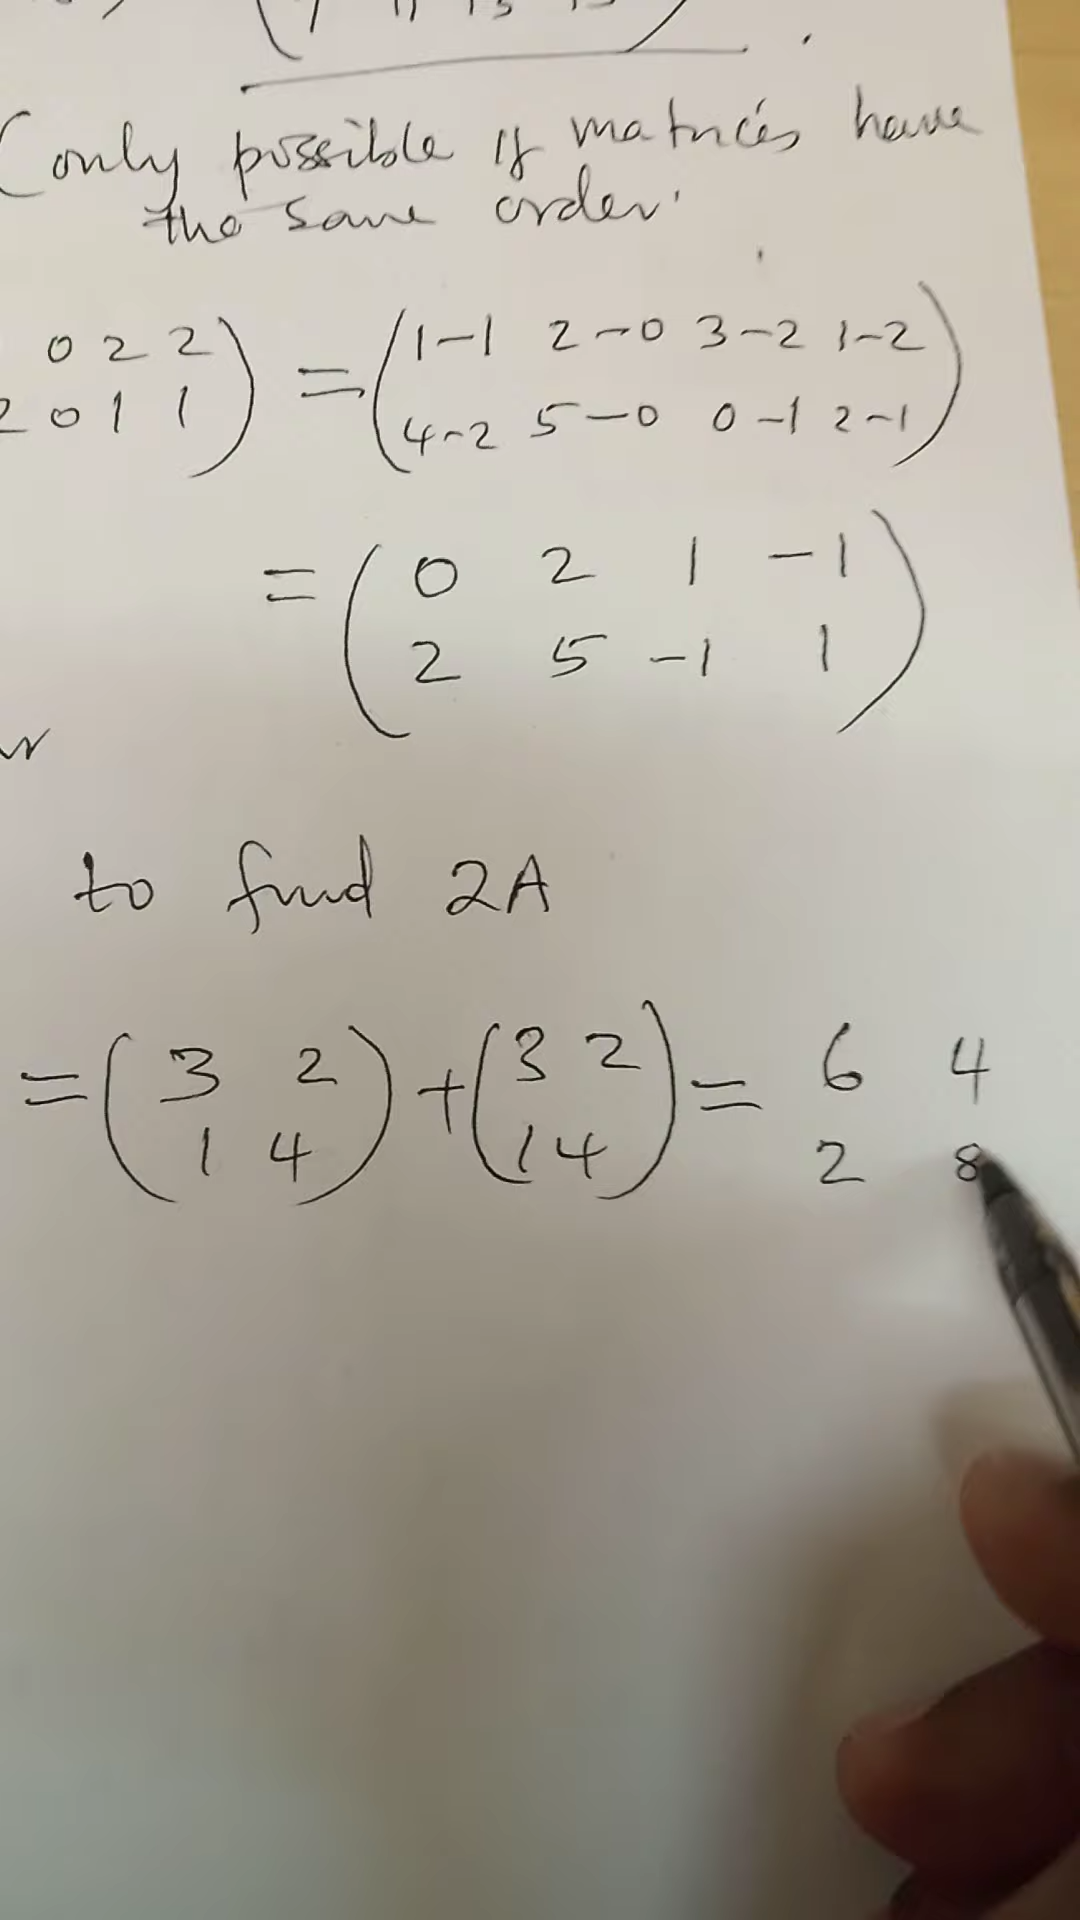 (only possible if matrices have
the same order.
0 2 2) = (1-1 2-0 3-2 1-2
2 0 1 1) 4-2 5-0 0-1 2-1)
= (0 2 1 -1
2 5 -1 1)
to find 2A
= (3 2 + (3 2 = 6 4
1 4) 1 4) 2 8